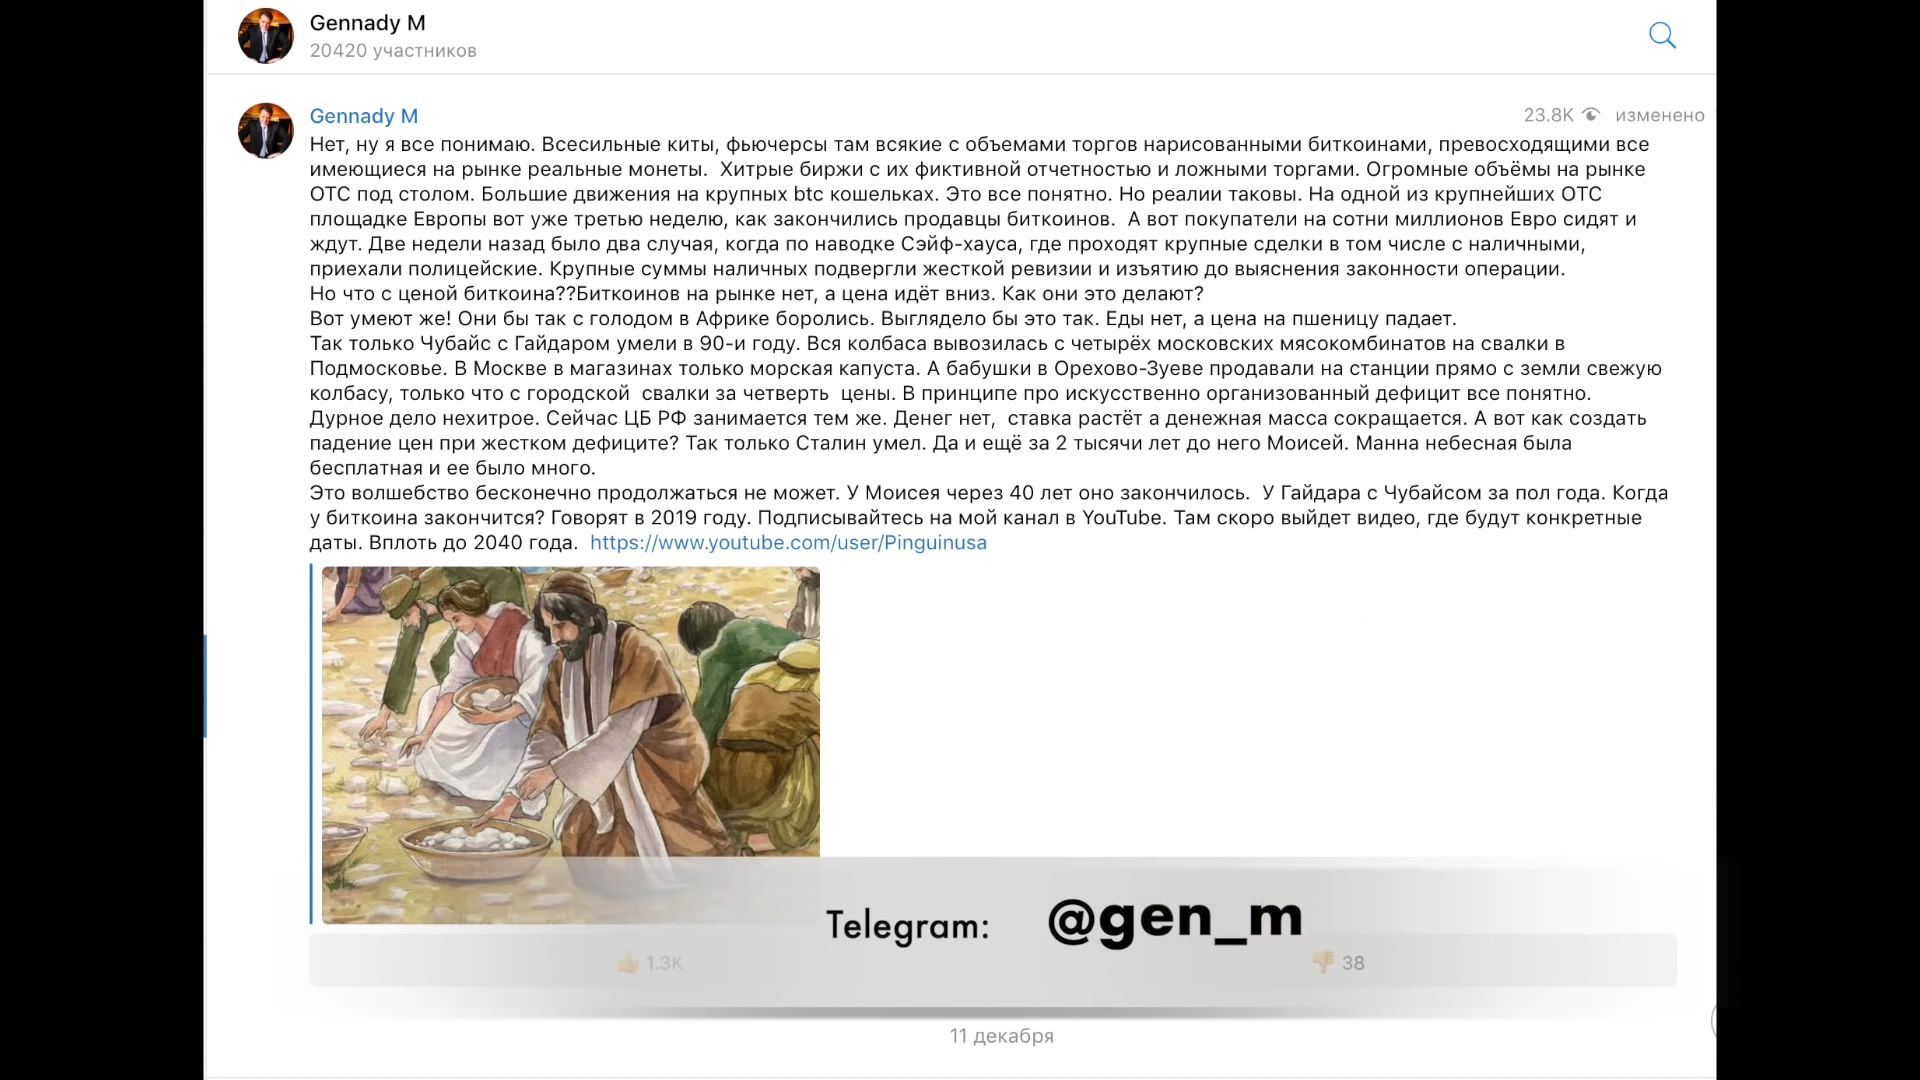 Gennady M
20420 участников
Gennady M
23.8K изменено
Нет, ну я все понимаю. Всесильные киты, фьючерсы там всякие с объемами торгов нарисованными биткоинами, превосходящими все
имеющиеся на рынке реальные монеты.  Хитрые биржи с их фиктивной отчетностью и ложными торгами. Огромные объёмы на рынке
ОТС под столом. Большие движения на крупных btc кошельках. Это все понятно. Но реалии таковы. На одной из крупнейших ОТС
площадке Европы вот уже третью неделю, как закончились продавцы биткоинов.  А вот покупатели на сотни миллионов Евро сидят и
ждут. Две недели назад было два случая, когда по наводке Сэйф-хауса, где проходят крупные сделки в том числе с наличными,
приехали полицейские. Крупные суммы наличных подвергли жесткой ревизии и изъятию до выяснения законности операции.
Но что с ценой биткоина??Биткоинов на рынке нет, а цена идёт вниз. Как они это делают?
Вот умеют же! Они бы так с голодом в Африке боролись. Выглядело бы это так. Еды нет, а цена на пшеницу падает.
Так только Чубайс с Гайдаром умели в 90-и году. Вся колбаса вывозилась с четырёх московских мясокомбинатов на свалки в
Подмосковье. В Москве в магазинах только морская капуста. А бабушки в Орехово-Зуеве продавали на станции прямо с земли свежую
колбасу, только что с городской  свалки за четверть  цены. В принципе про искусственно организованный дефицит все понятно.
Дурное дело нехитрое. Сейчас ЦБ РФ занимается тем же. Денег нет,  ставка растёт а денежная масса сокращается. А вот как создать
падение цен при жестком дефиците? Так только Сталин умел. Да и ещё за 2 тысячи лет до него Моисей. Манна небесная была
бесплатная и ее было много.
Это волшебство бесконечно продолжаться не может. У Моисея через 40 лет оно закончилось.  У Гайдара с Чубайсом за пол года. Когда
у биткоина закончится? Говорят в 2019 году. Подписывайтесь на мой канал в YouTube. Там скоро выйдет видео, где будут конкретные
даты. Вплоть до 2040 года.  https://www.youtube.com/user/Pinguinusa
Telegram: @gen_m
1.3K 38
11 декабря